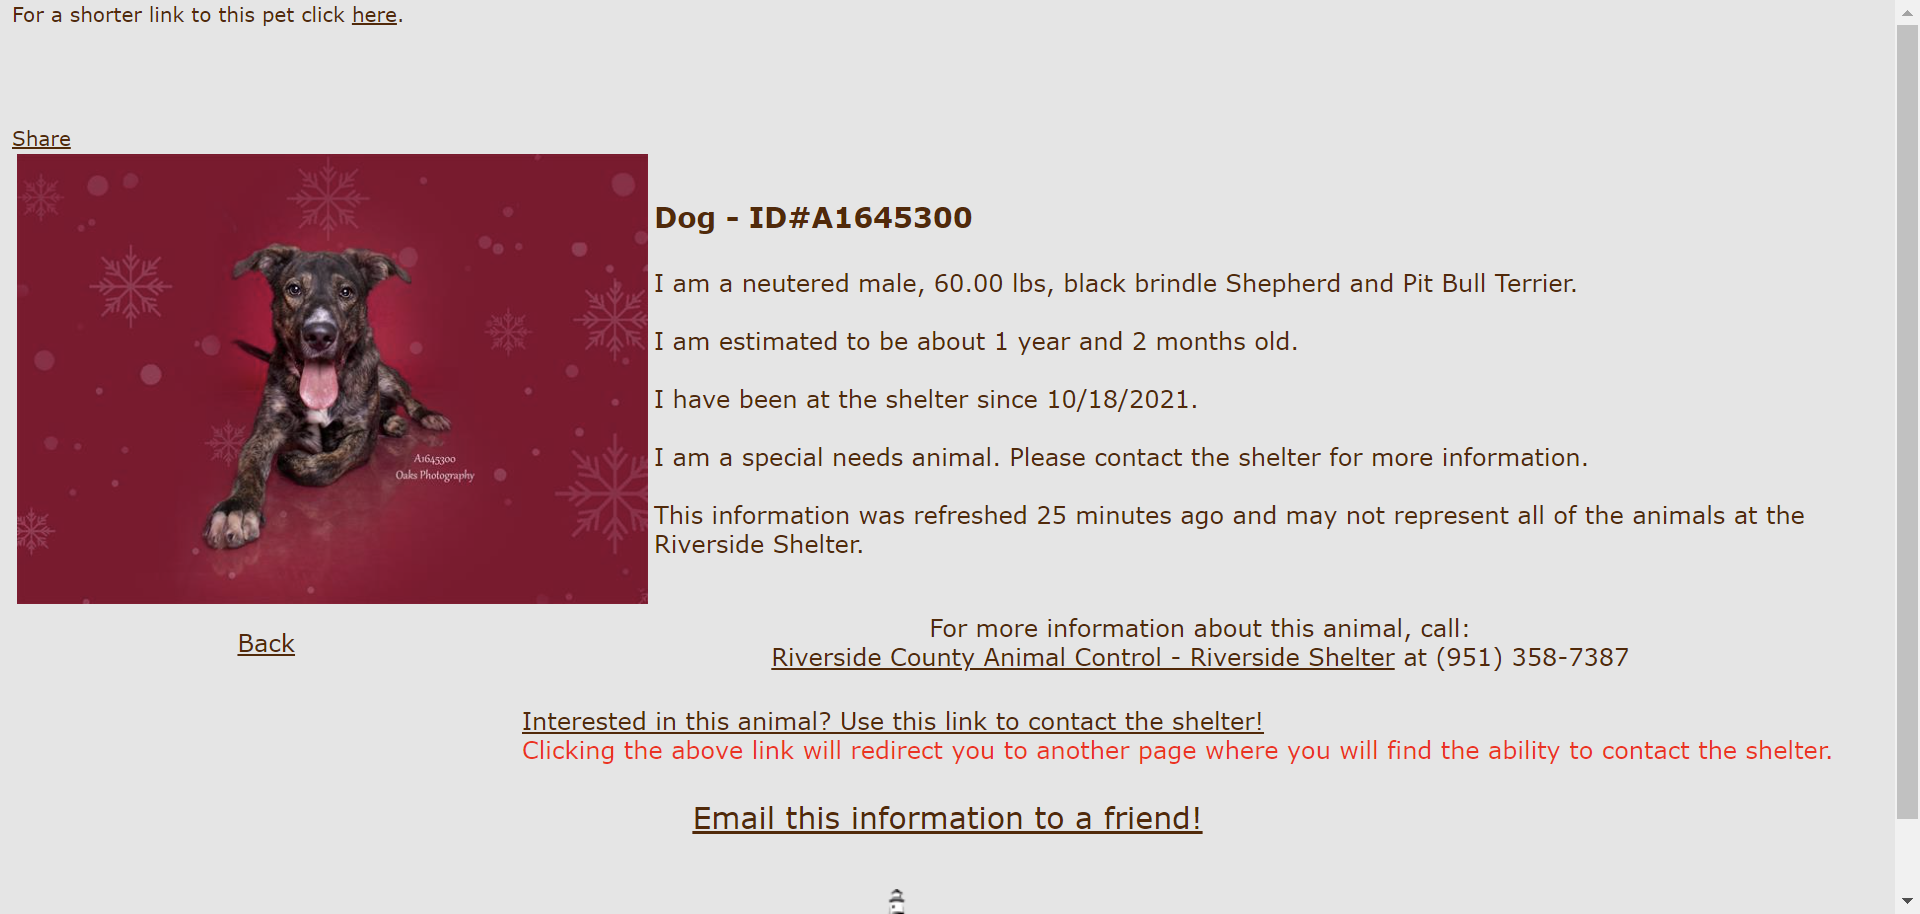 For a shorter link to this pet click here.
Share
A1645300
Oaks Photography
Dog - ID#A1645300
I am a neutered male, 60.00 lbs, black brindle Shepherd and Pit Bull Terrier.
I am estimated to be about 1 year and 2 months old.
I have been at the shelter since 10/18/2021.
I am a special needs animal. Please contact the shelter for more information.
This information was refreshed 25 minutes ago and may not represent all of the animals at the
Riverside Shelter.
Back
For more information about this animal, call:
Riverside County Animal Control - Riverside Shelter at (951) 358-7387
Interested in this animal? Use this link to contact the shelter!
Clicking the above link will redirect you to another page where you will find the ability to contact the shelter.
Email this information to a friend!